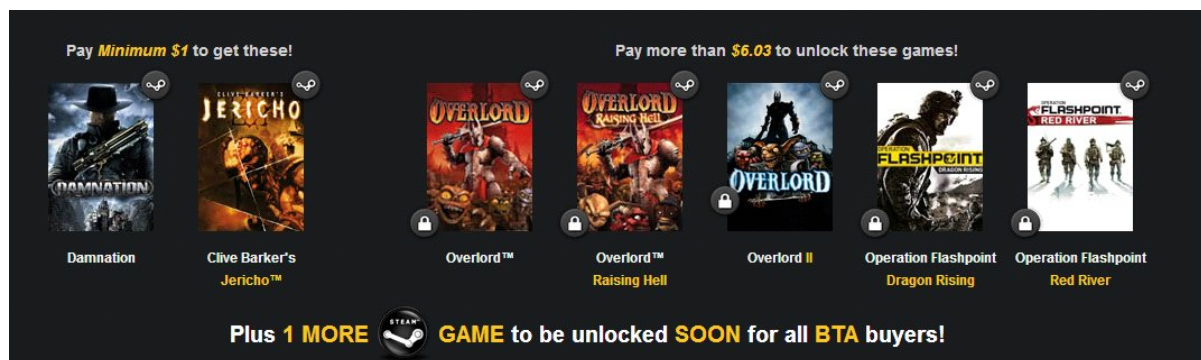 Pay Minimum $1 to get these!
Pay more than $6.03 to unlock these games!
DAMNATION
CLIVE BARKER'S
JERICHO
OVERLORD
OVERLORD
RAISING HELL
OVERLORD
OPERATION
FLASHPOINT
DRAGON RISING
OPERATION
FLASHPOINT
RED RIVER
Damnation
Clive Barker's
Jericho™
Overlord™
Overlord™
Raising Hell
Overlord II
Operation Flashpoint
Dragon Rising
Operation Flashpoint
Red River
Plus 1 MORE STEAM™ GAME to be unlocked SOON for all BTA buyers!